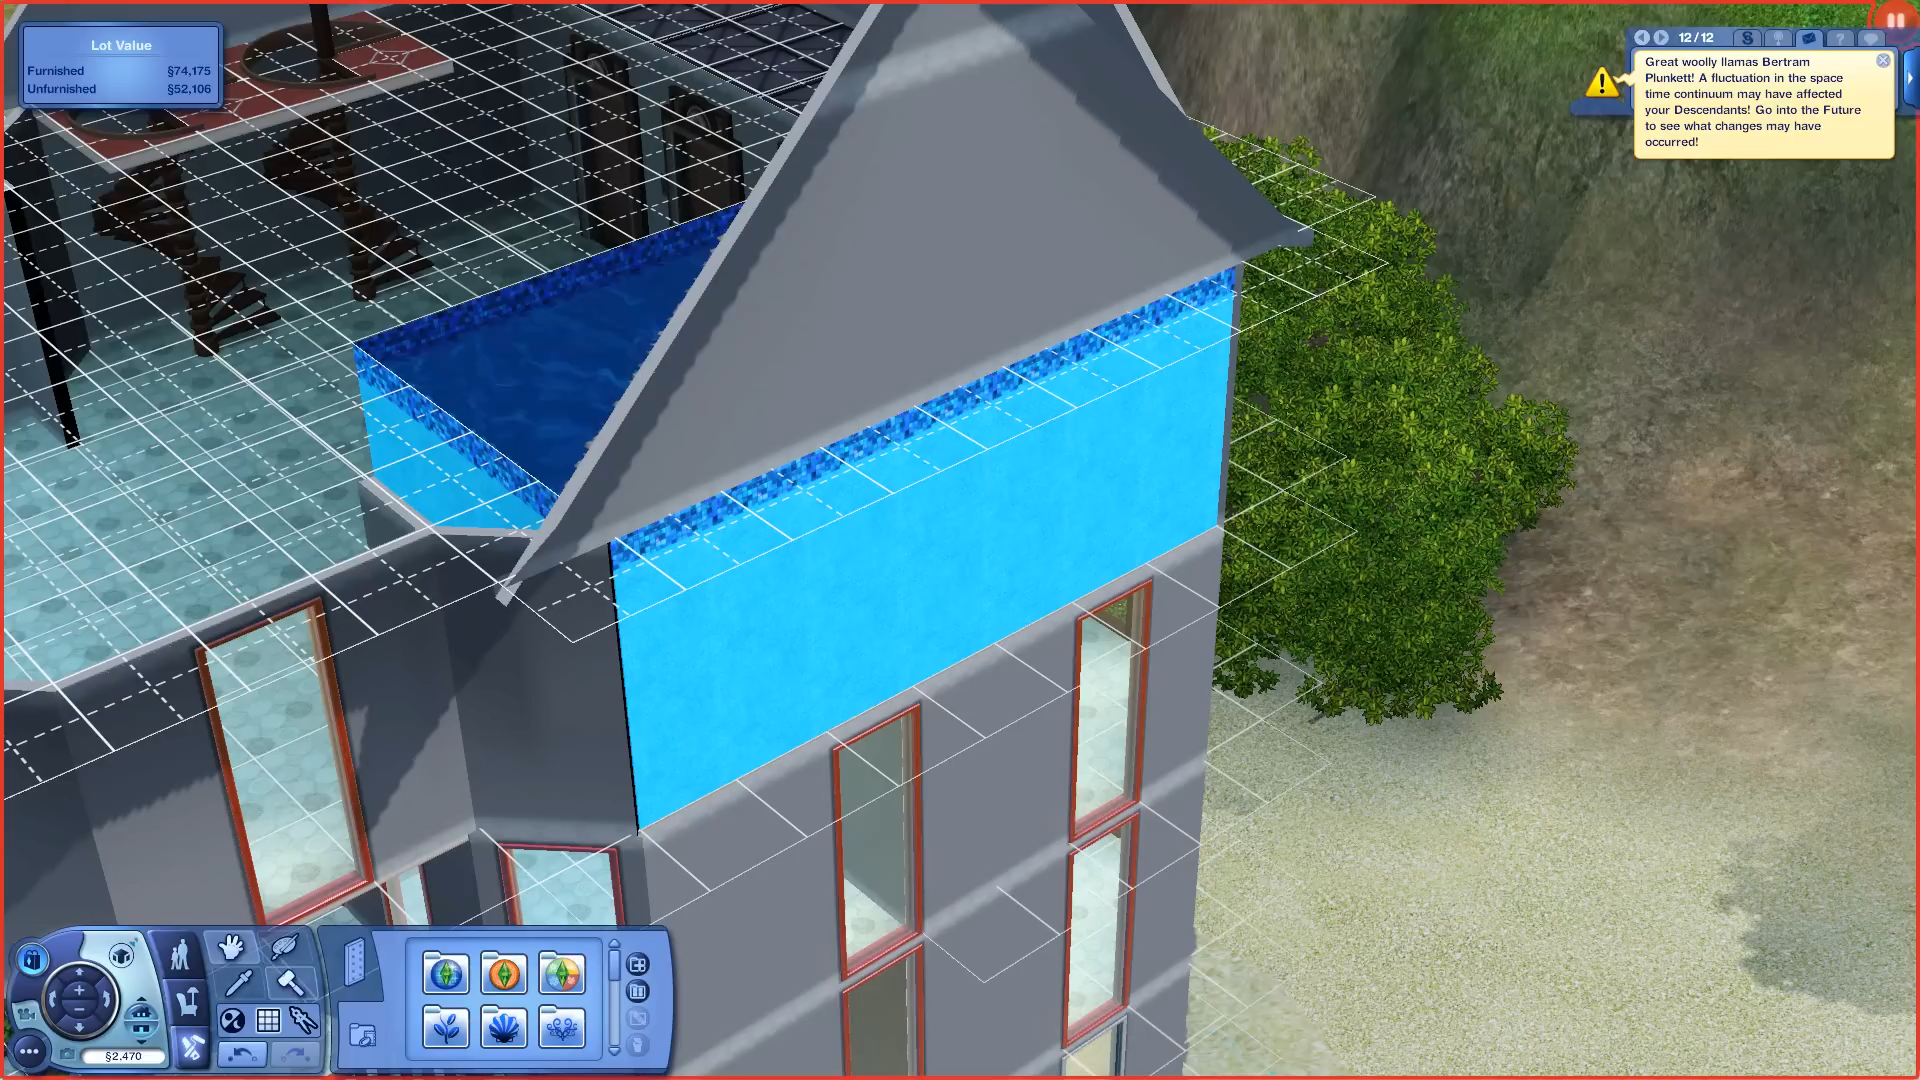 Lot Value
Furnished §74,175
Unfurnished §52,106
12/12
Great woolly llamas Bertram
Plunkett! A fluctuation in the space
time continuum may have affected
your Descendants! Go into the Future
to see what changes may have
occurred!
§2,470